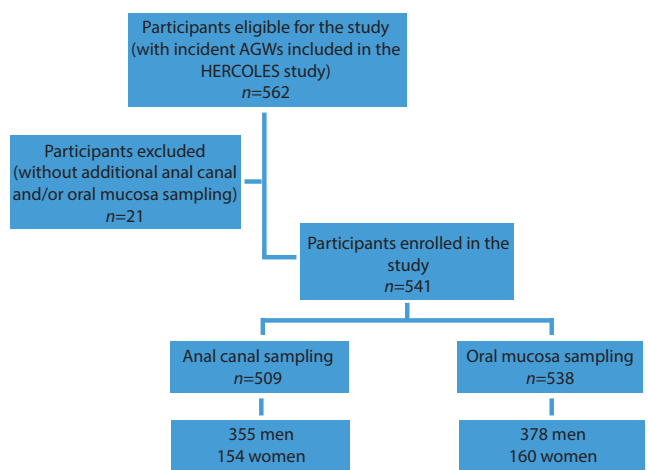 Participants eligible for the study
(with incident AGWs included in the
HERCOLES study)
n=562
Participants excluded
(without additional anal canal
and/or oral mucosa sampling)
n=21
Participants enrolled in the
study
n=541
Anal canal sampling
n=509
Oral mucosa sampling
n=538
355 men
154 women
378 men
160 women